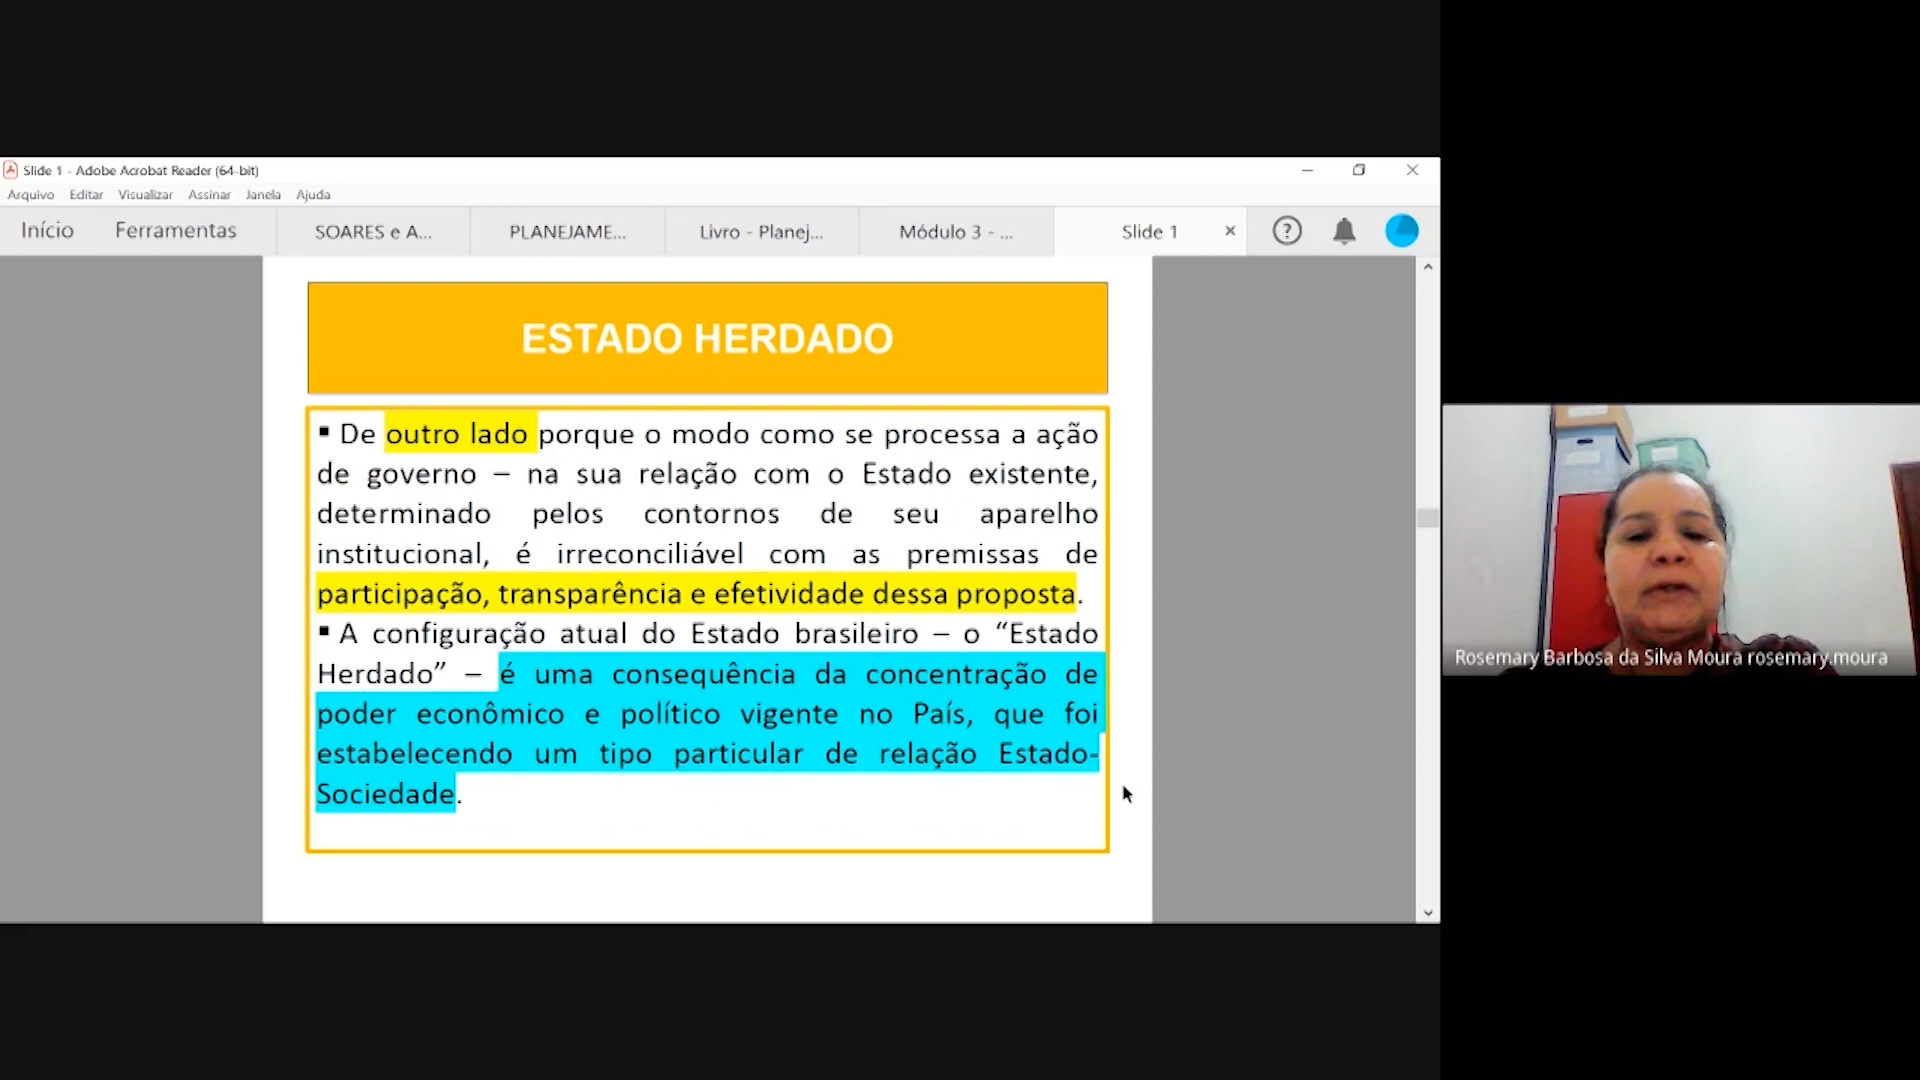 Slide 1 - Adobe Acrobat Reader (64-bit)
Arquivo Editar Visualizar Assinar Janela Ajuda
Início Ferramentas SOARES e A... PLANEJAME... Livro - Planej... Módulo 3 - ... Slide 1
ESTADO HERDADO
▪ De outro lado porque o modo como se processa a ação
de governo – na sua relação com o Estado existente,
determinado pelos contornos de seu aparelho
institucional, é irreconciliável com as premissas de
participação, transparência e efetividade dessa proposta.
▪ A configuração atual do Estado brasileiro – o “Estado
Herdado” – é uma consequência da concentração de
poder econômico e político vigente no País, que foi
estabelecendo um tipo particular de relação Estado-
Sociedade.
Rosemary Barbosa da Silva Moura rosemary.moura